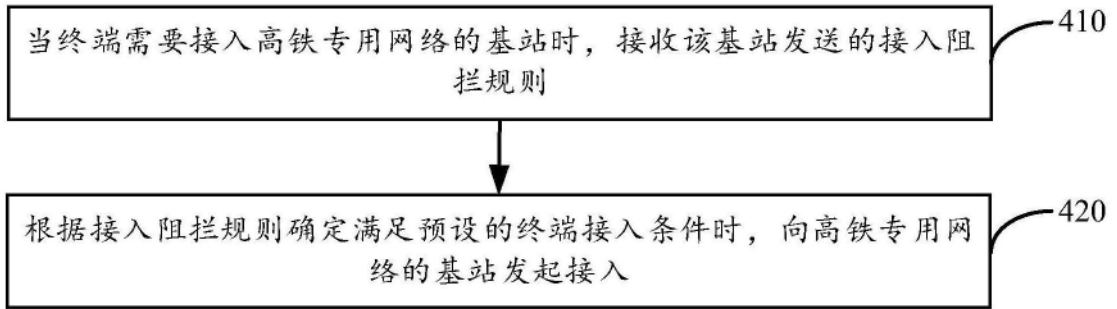 当终端需要接入高铁专用网络的基站时，接收该基站发送的接入阻
拦规则
410
根据接入阻拦规则确定满足预设的终端接入条件时，向高铁专用网
络的基站发起接入
420